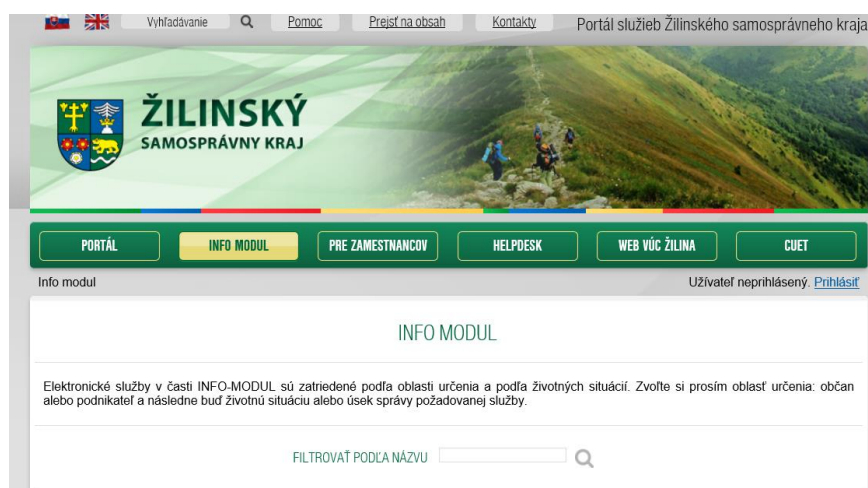 Vyhľadávanie Pomoc Prejsť na obsah Kontakty Portál služieb Žilinského samosprávneho kraja
ŽILINSKÝ
SAMOSPRÁVNY KRAJ
PORTÁL INFO MODUL PRE ZAMESTNANCOV HELPDESK WEB VÚC ŽILINA CUET
Info modul Užívateľ neprihlásený. Prihlásiť
INFO MODUL
Elektronické služby v časti INFO-MODUL sú zatriedené podľa oblasti určenia a podľa životných situácií. Zvoľte si prosím oblasť určenia: občan
alebo podnikateľ a následne buď životnú situáciu alebo úsek správy požadovanej služby.
FILTROVAŤ PODĽA NÁZVU